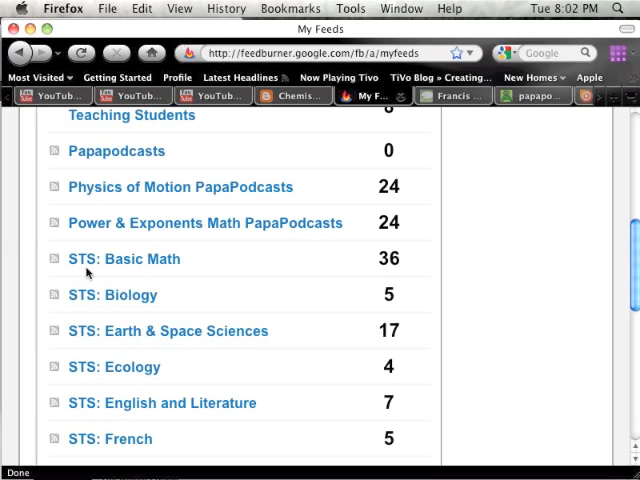 Firefox File Edit View History Bookmarks Tools Window Help Tue 8:02 PM
My Feeds
http://feedburner.google.com/fb/a/myfeeds Google
Most Visited Getting Started Profile Latest Headlines Now Playing Tivo TiVo Blog » Creating... New Homes Apple
YouTub... YouTub... YouTub... Chemis... My F... Francis ... papapo...
Teaching Students
Papapodcasts 0
Physics of Motion PapaPodcasts 24
Power & Exponents Math PapaPodcasts 24
STS: Basic Math 36
STS: Biology 5
STS: Earth & Space Sciences 17
STS: Ecology 4
STS: English and Literature 7
STS: French 5
Done